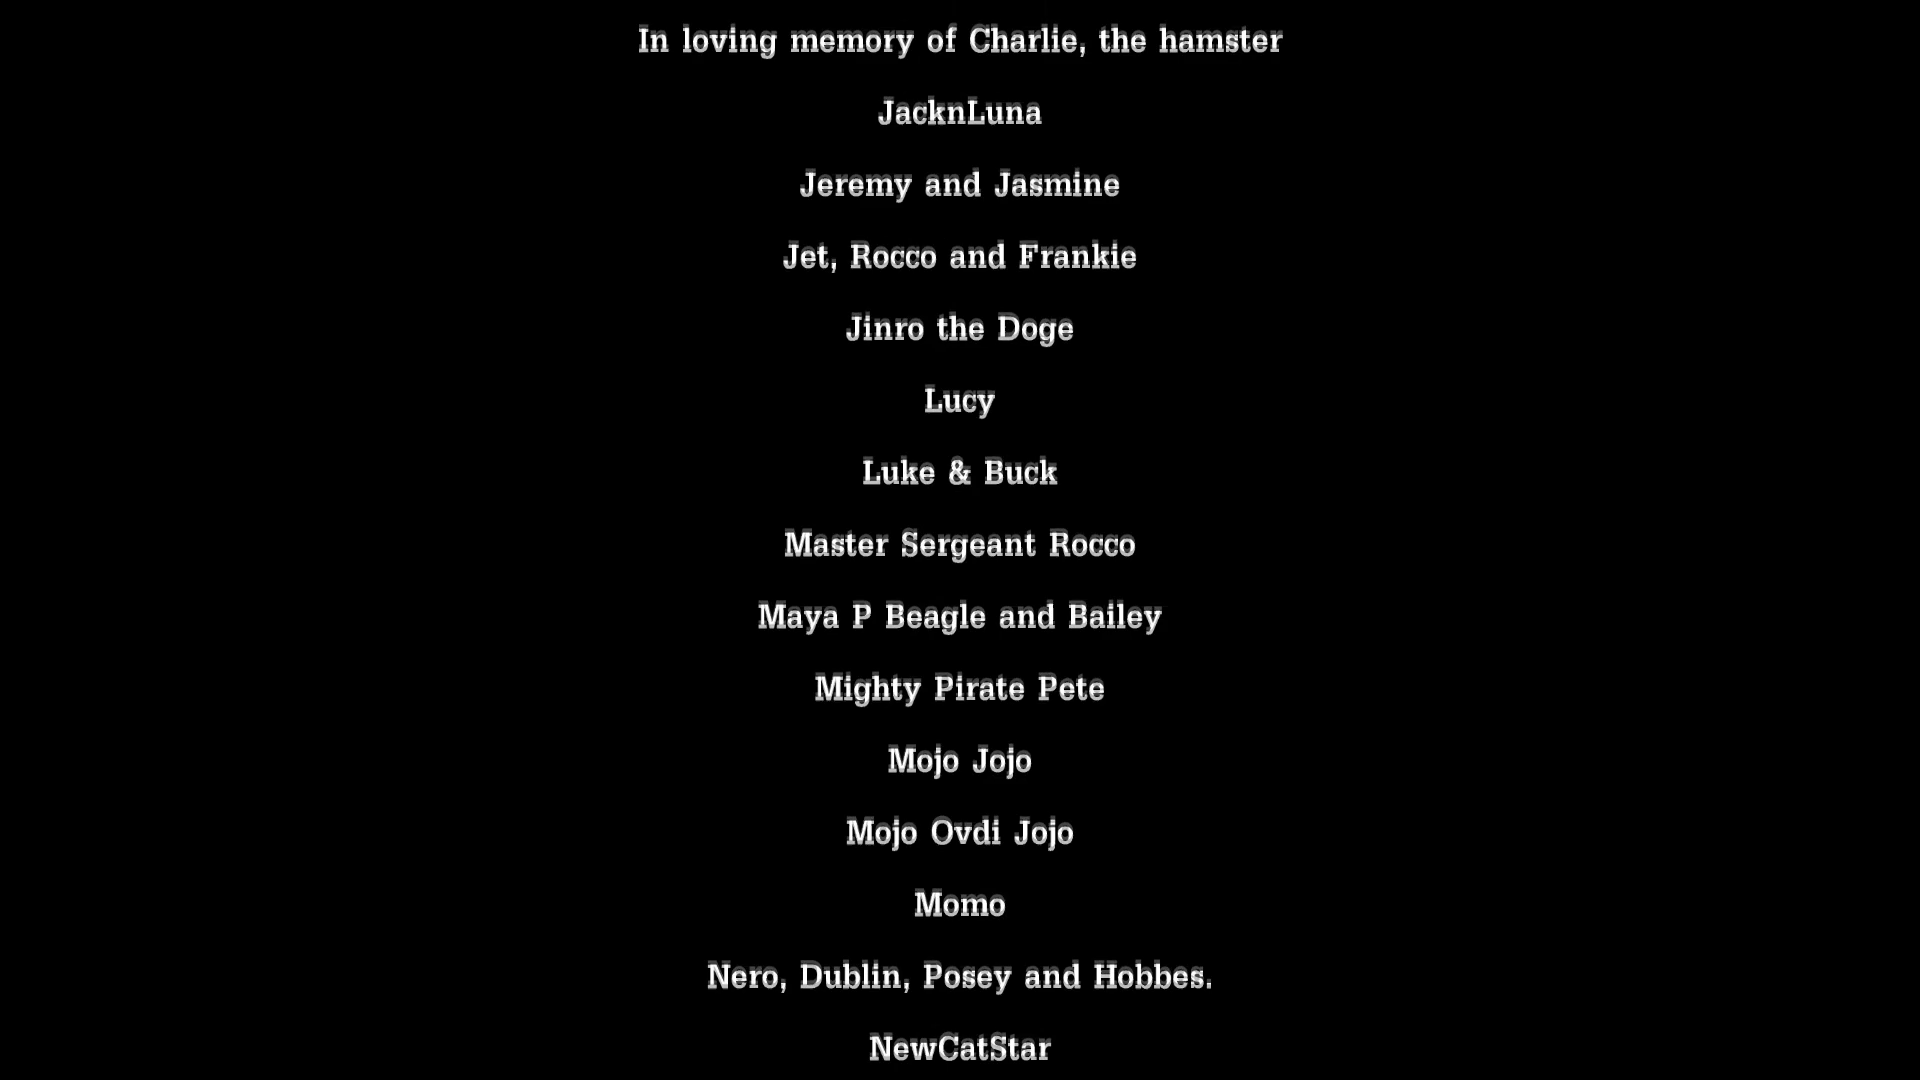 In loving memory of Charlie, the hamster
JacknLuna
Jeremy and Jasmine
Jet, Rocco and Frankie
Jinro the Doge
Lucy
Luke & Buck
Master Sergeant Rocco
Maya P Beagle and Bailey
Mighty Pirate Pete
Mojo Jojo
Mojo Ovdi Jojo
Momo
Nero, Dublin, Posey and Hobbes.
NewCatStar